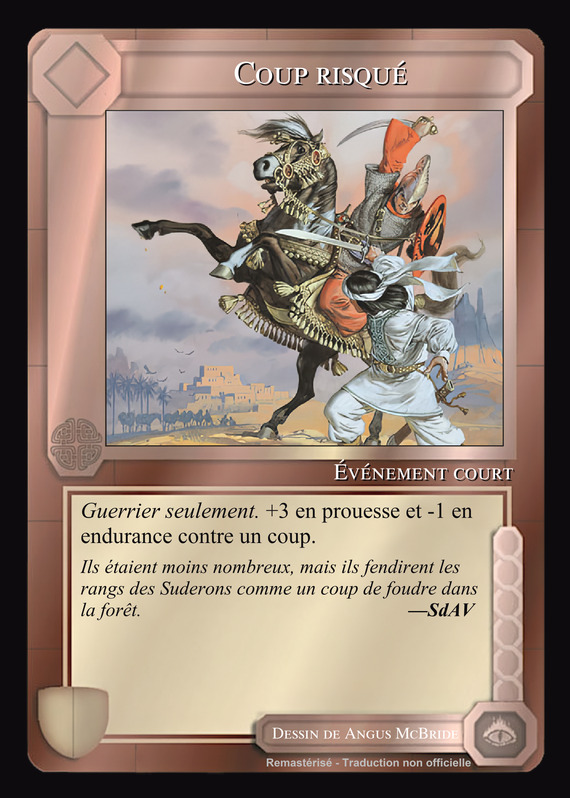 Coup risqué
Événement court
Guerrier seulement. +3 en prouesse et -1 en
endurance contre un coup.
Ils étaient moins nombreux, mais ils fendirent les
rangs des Suderons comme un coup de foudre dans
la forêt. —SdAV
Dessin de Angus McBride
Remastérisé - Traduction non officielle